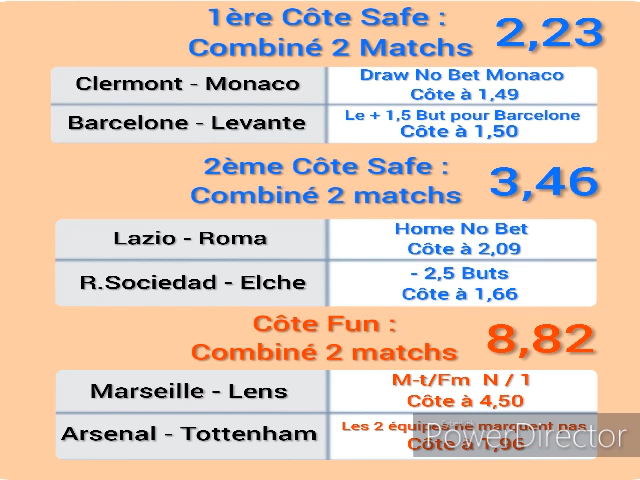 1ère Côte Safe :
Combiné 2 Matchs 2,23
Clermont - Monaco
Draw No Bet Monaco
Côte à 1,49
Barcelone - Levante
Le + 1,5 But pour Barcelone
Côte à 1,50
2ème Côte Safe :
Combiné 2 matchs 3,46
Lazio - Roma
Home No Bet
Côte à 2,09
R.Sociedad - Elche
- 2,5 Buts
Côte à 1,66
Côte Fun :
Combiné 2 matchs 8,82
Marseille - Lens
M-t/Fm N / 1
Côte à 4,50
Arsenal - Tottenham
Les 2 équipes ne marquent pas
Côte à 1,96
PowerDirector